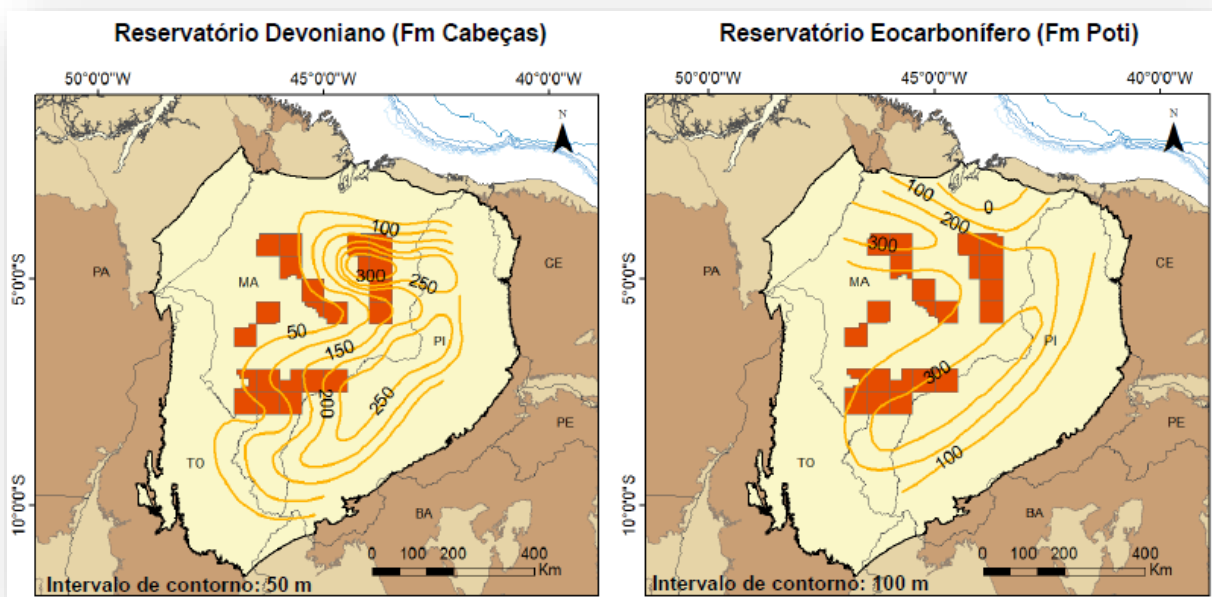 Reservatório Devoniano (Fm Cabeças)
50°0'0"W 45°0'0"W 40°0'0"W
N
100
PA
MA
300
250
CE
5°0'0"S
50
150
PI
200
250
PE
TO
10°0'0"S
BA
0 100 200 400
Km
Intervalo de contorno: 50 m
Reservatório Eocarbonífero (Fm Poti)
50°0'0"W 45°0'0"W 40°0'0"W
N
100
200
0
300
PA
MA
CE
5°0'0"S
PI
300
PE
TO
100
10°0'0"S
BA
0 100 200 400
Km
Intervalo de contorno: 100 m